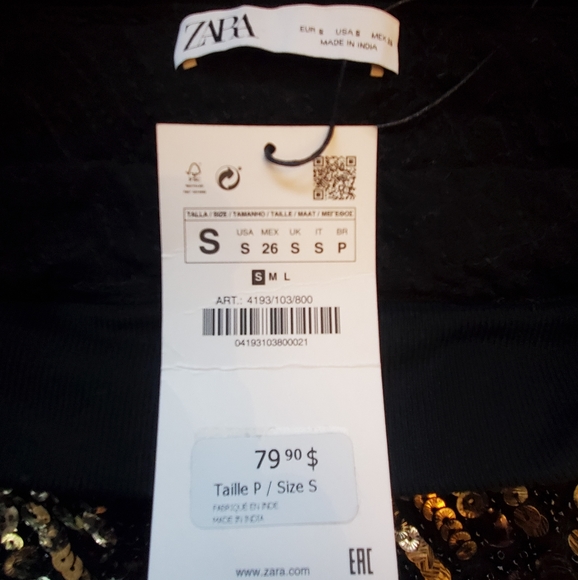 ZARA
EUR S USA S MEX 26
MADE IN INDIA
FSC
TALLA / SIZE / TAMANHO / TAILLE / MAAT / ΜΕΓΕΘΟΣ
S
USA MEX UK IT BR
S 26 S S P
S M L
ART.: 4193/103/800
04193103800021
79 90 $
Taille P / Size S
FABRIQUÉ EN INDE
MADE IN INDIA
EAC
www.zara.com